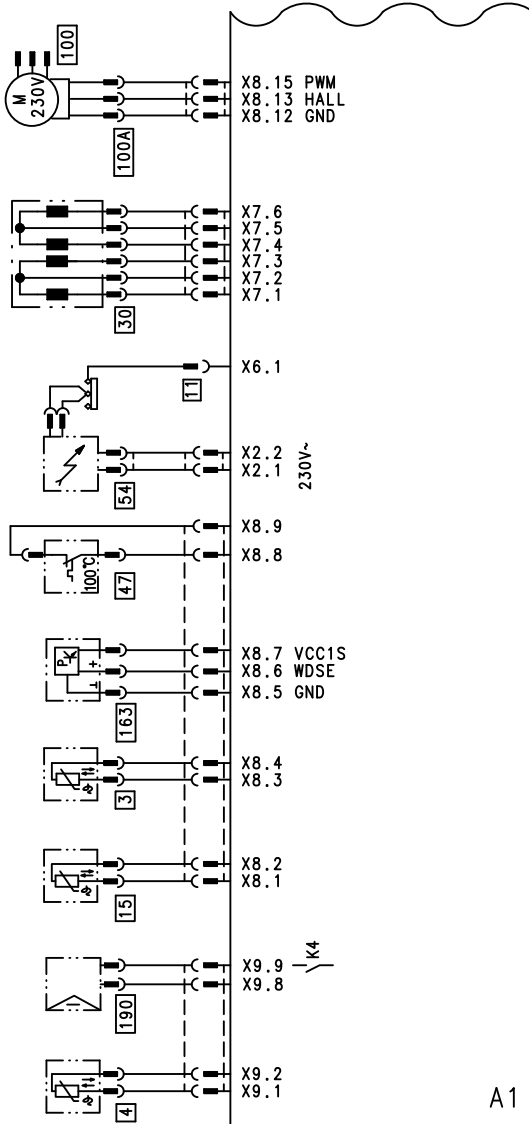 100
M
230V
X8.15 PWM
X8.13 HALL
X8.12 GND
100A
X7.6
X7.5
X7.4
X7.3
X7.2
X7.1
30
X6.1
11
X2.2
X2.1
230V~
54
X8.9
X8.8
100°C
47
X8.7 VCC1S
X8.6 WDSE
X8.5 GND
P
+
⊥
163
X8.4
X8.3
3
X8.2
X8.1
15
X9.9
K4
X9.8
190
X9.2
X9.1
4
A1